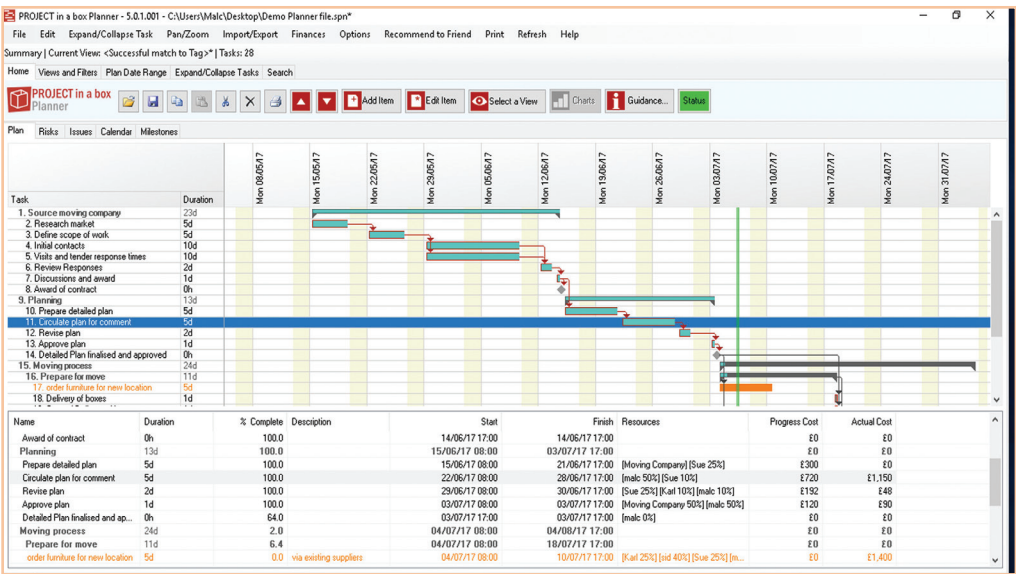 PROJECT in a box Planner - 5.0.1.001 - C:\Users\Malc\Desktop\Demo Planner file.spn*
File Edit Expand/Collapse Task Pan/Zoom Import/Export Finances Options Recommend to Friend Print Refresh Help
Summary | Current View: <Successful match to Tag>* | Tasks: 28
Home Views and Filters Plan Date Range Expand/Collapse Tasks Search
PROJECT in a box
Planner
Add Item Edit Item Select a View Charts Guidance... Status
Plan Risks Issues Calendar Milestones
Mon 08/05/17 Mon 15/05/17 Mon 22/05/17 Mon 29/05/17 Mon 05/06/17 Mon 12/06/17 Mon 19/06/17 Mon 26/06/17 Mon 03/07/17 Mon 10/07/17 Mon 17/07/17 Mon 24/07/17 Mon 31/07/17
Task Duration
1. Source moving company 23d
2. Research market 5d
3. Define scope of work 5d
4. Initial contacts 10d
5. Visits and tender response times 10d
6. Review Responses 2d
7. Discussions and award 1d
8. Award of contract 0h
9. Planning 13d
10. Prepare detailed plan 5d
11. Circulate plan for comment 5d
12. Revise plan 2d
13. Approve plan 1d
14. Detailed Plan finalised and approved 0h
15. Moving process 24d
16. Prepare for move 11d
17. order furniture for new location 5d
18. Delivery of boxes 1d
Name Duration % Complete Description Start Finish Resources Progress Cost Actual Cost
Award of contract 0h 100.0 14/06/17 17:00 14/06/17 17:00 £0 £0
Planning 13d 100.0 15/06/17 08:00 03/07/17 17:00 £0 £0
Prepare detailed plan 5d 100.0 15/06/17 08:00 21/06/17 17:00 [Moving Company] [Sue 25%] £300 £0
Circulate plan for comment 5d 100.0 22/06/17 08:00 28/06/17 17:00 [malc 50%] [Sue 10%] £720 £1,150
Revise plan 2d 100.0 29/06/17 08:00 30/06/17 17:00 [Sue 25%] [Karl 10%] [malc 10%] £192 £48
Approve plan 1d 100.0 03/07/17 08:00 03/07/17 17:00 [Moving Company 50%] [malc 50%] £120 £90
Detailed Plan finalised and ap... 0h 64.0 03/07/17 17:00 03/07/17 17:00 [malc 0%] £0 £0
Moving process 24d 2.0 04/07/17 08:00 04/08/17 17:00 £0 £0
Prepare for move 11d 6.4 04/07/17 08:00 18/07/17 17:00 £0 £0
order furniture for new location 5d 0.0 via existing suppliers 04/07/17 08:00 10/07/17 17:00 [Karl 25%] [sid 40%] [Sue 25%] [m... £0 £1,400